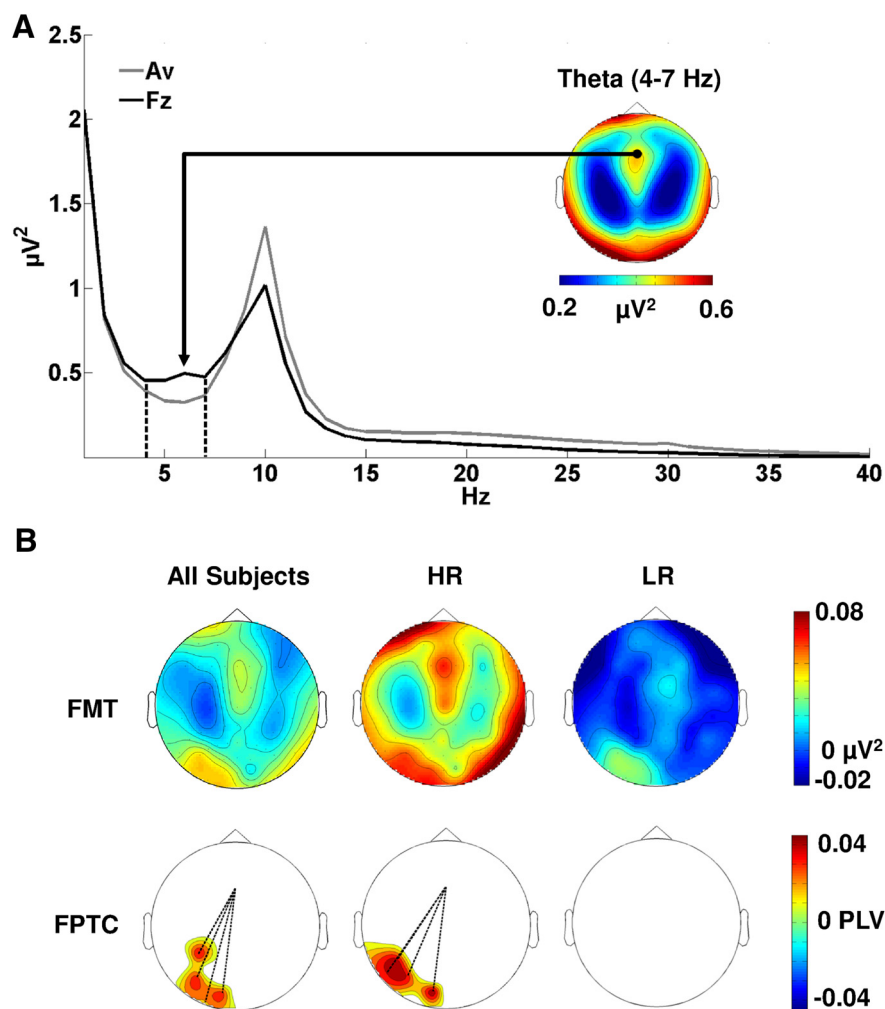 A
2.5
2
1.5
1
0.5
µV²
Av
Fz
Theta (4-7 Hz)
0.2
µV²
0.6
5
10
15
20
25
30
35
40
Hz
B
All Subjects
HR
LR
FMT
0.08
0 µV²
-0.02
FPTC
0.04
0 PLV
-0.04